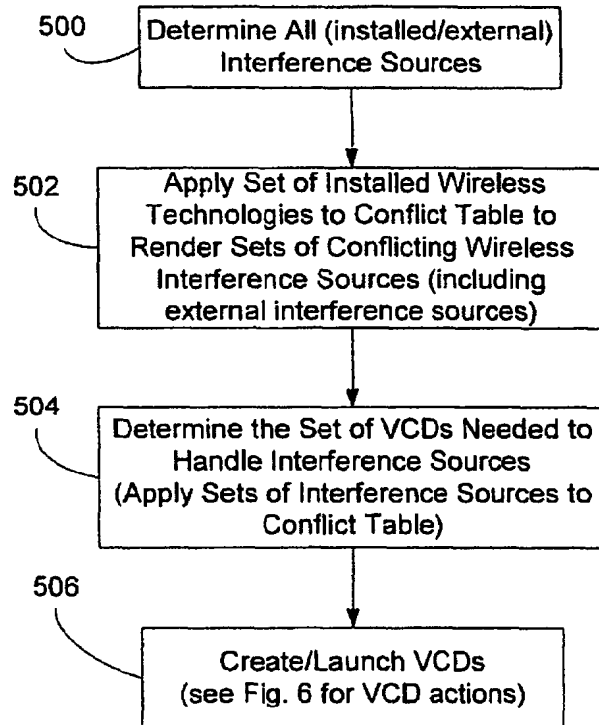 500
Determine All (installed/external)
Interference Sources
502
Apply Set of Installed Wireless
Technologies to Conflict Table to
Render Sets of Conflicting Wireless
Interference Sources (including
external interference sources)
504
Determine the Set of VCDs Needed to
Handle Interference Sources
(Apply Sets of Interference Sources to
Conflict Table)
506
Create/Launch VCDs
(see Fig. 6 for VCD actions)